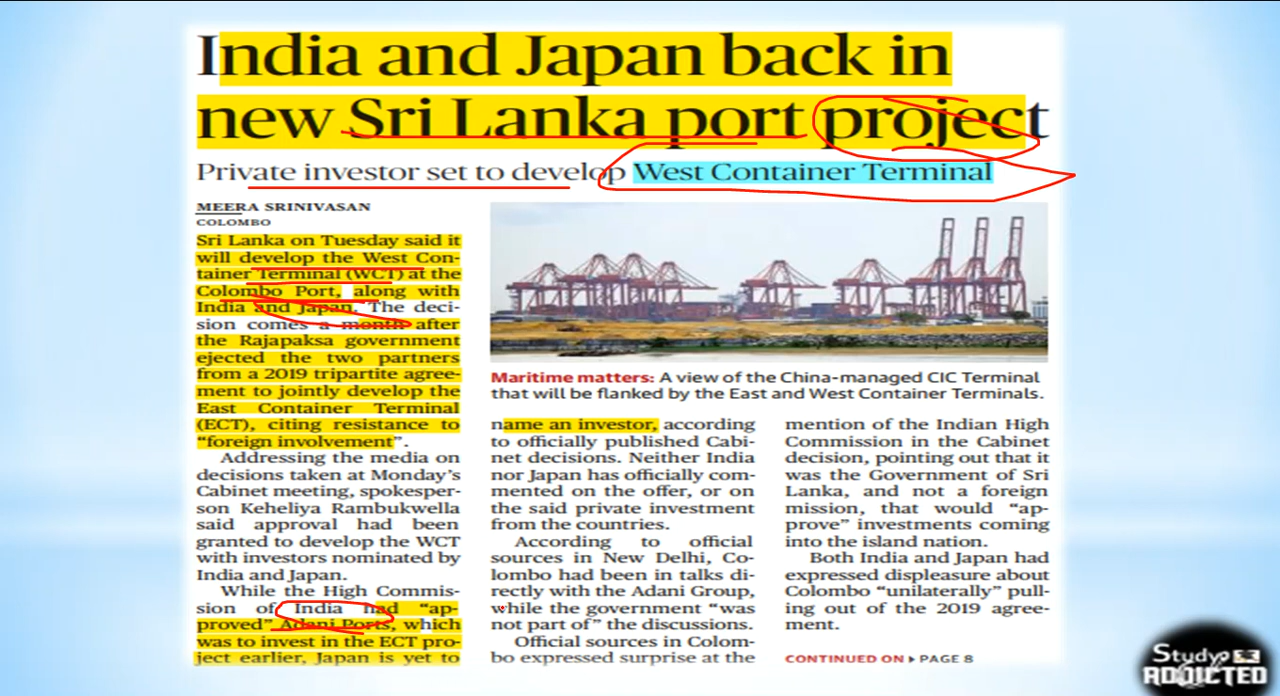 India and Japan back in
new Sri Lanka port project
Private investor set to develop West Container Terminal
MEERA SRINIVASAN
COLOMBO
Sri Lanka on Tuesday said it
will develop the West Con-
tainer Terminal (WCT) at the
Colombo Port, along with
India and Japan. The deci-
sion comes a month after
the Rajapaksa government
ejected the two partners
from a 2019 tripartite agree-
ment to jointly develop the
East Container Terminal
(ECT), citing resistance to
“foreign involvement”.
Addressing the media on
decisions taken at Monday’s
Cabinet meeting, spokesper-
son Keheliya Rambukwella
said approval had been
granted to develop the WCT
with investors nominated by
India and Japan.
While the High Commis-
sion of India had “ap-
proved” Adani Ports, which
was to invest in the ECT pro-
ject earlier, Japan is yet to
Maritime matters: A view of the China-managed CIC Terminal
that will be flanked by the East and West Container Terminals.
name an investor, according
to officially published Cabi-
net decisions. Neither India
nor Japan has officially com-
mented on the offer, or on
the said private investment
from the countries.
According to official
sources in New Delhi, Co-
lombo had been in talks di-
rectly with the Adani Group,
while the government “was
not part of” the discussions.
Official sources in Colom-
bo expressed surprise at the
mention of the Indian High
Commission in the Cabinet
decision, pointing out that it
was the Government of Sri
Lanka, and not a foreign
mission, that would “ap-
prove” investments coming
into the island nation.
Both India and Japan had
expressed displeasure about
Colombo “unilaterally” pull-
ing out of the 2019 agree-
ment.
CONTINUED ON PAGE 8
Study
ADDICTED